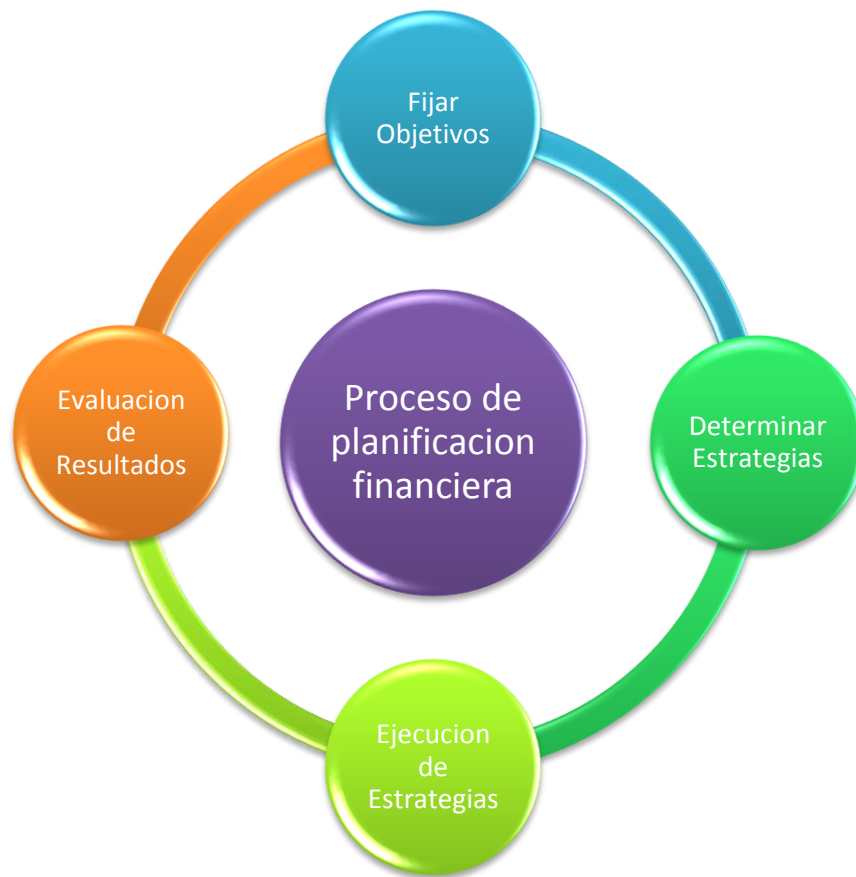 Fijar
Objetivos
Proceso de
planificacion
financiera
Determinar
Estrategias
Ejecucion
de
Estrategias
Evaluacion
de
Resultados